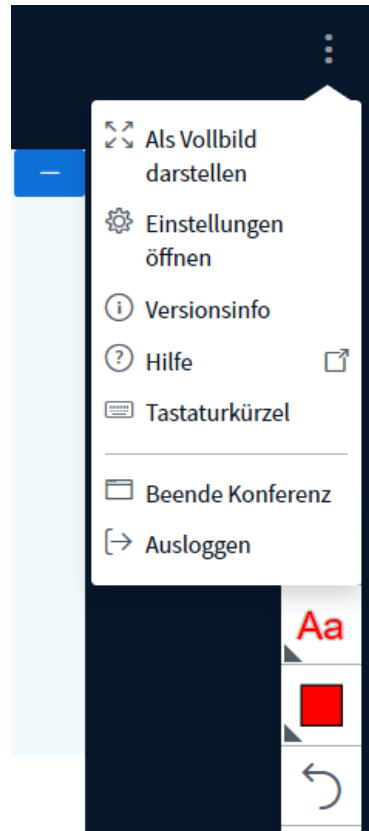 Als Vollbild
darstellen
Einstellungen
öffnen
Versionsinfo
Hilfe
Tastaturkürzel
Beende Konferenz
Ausloggen
Aa